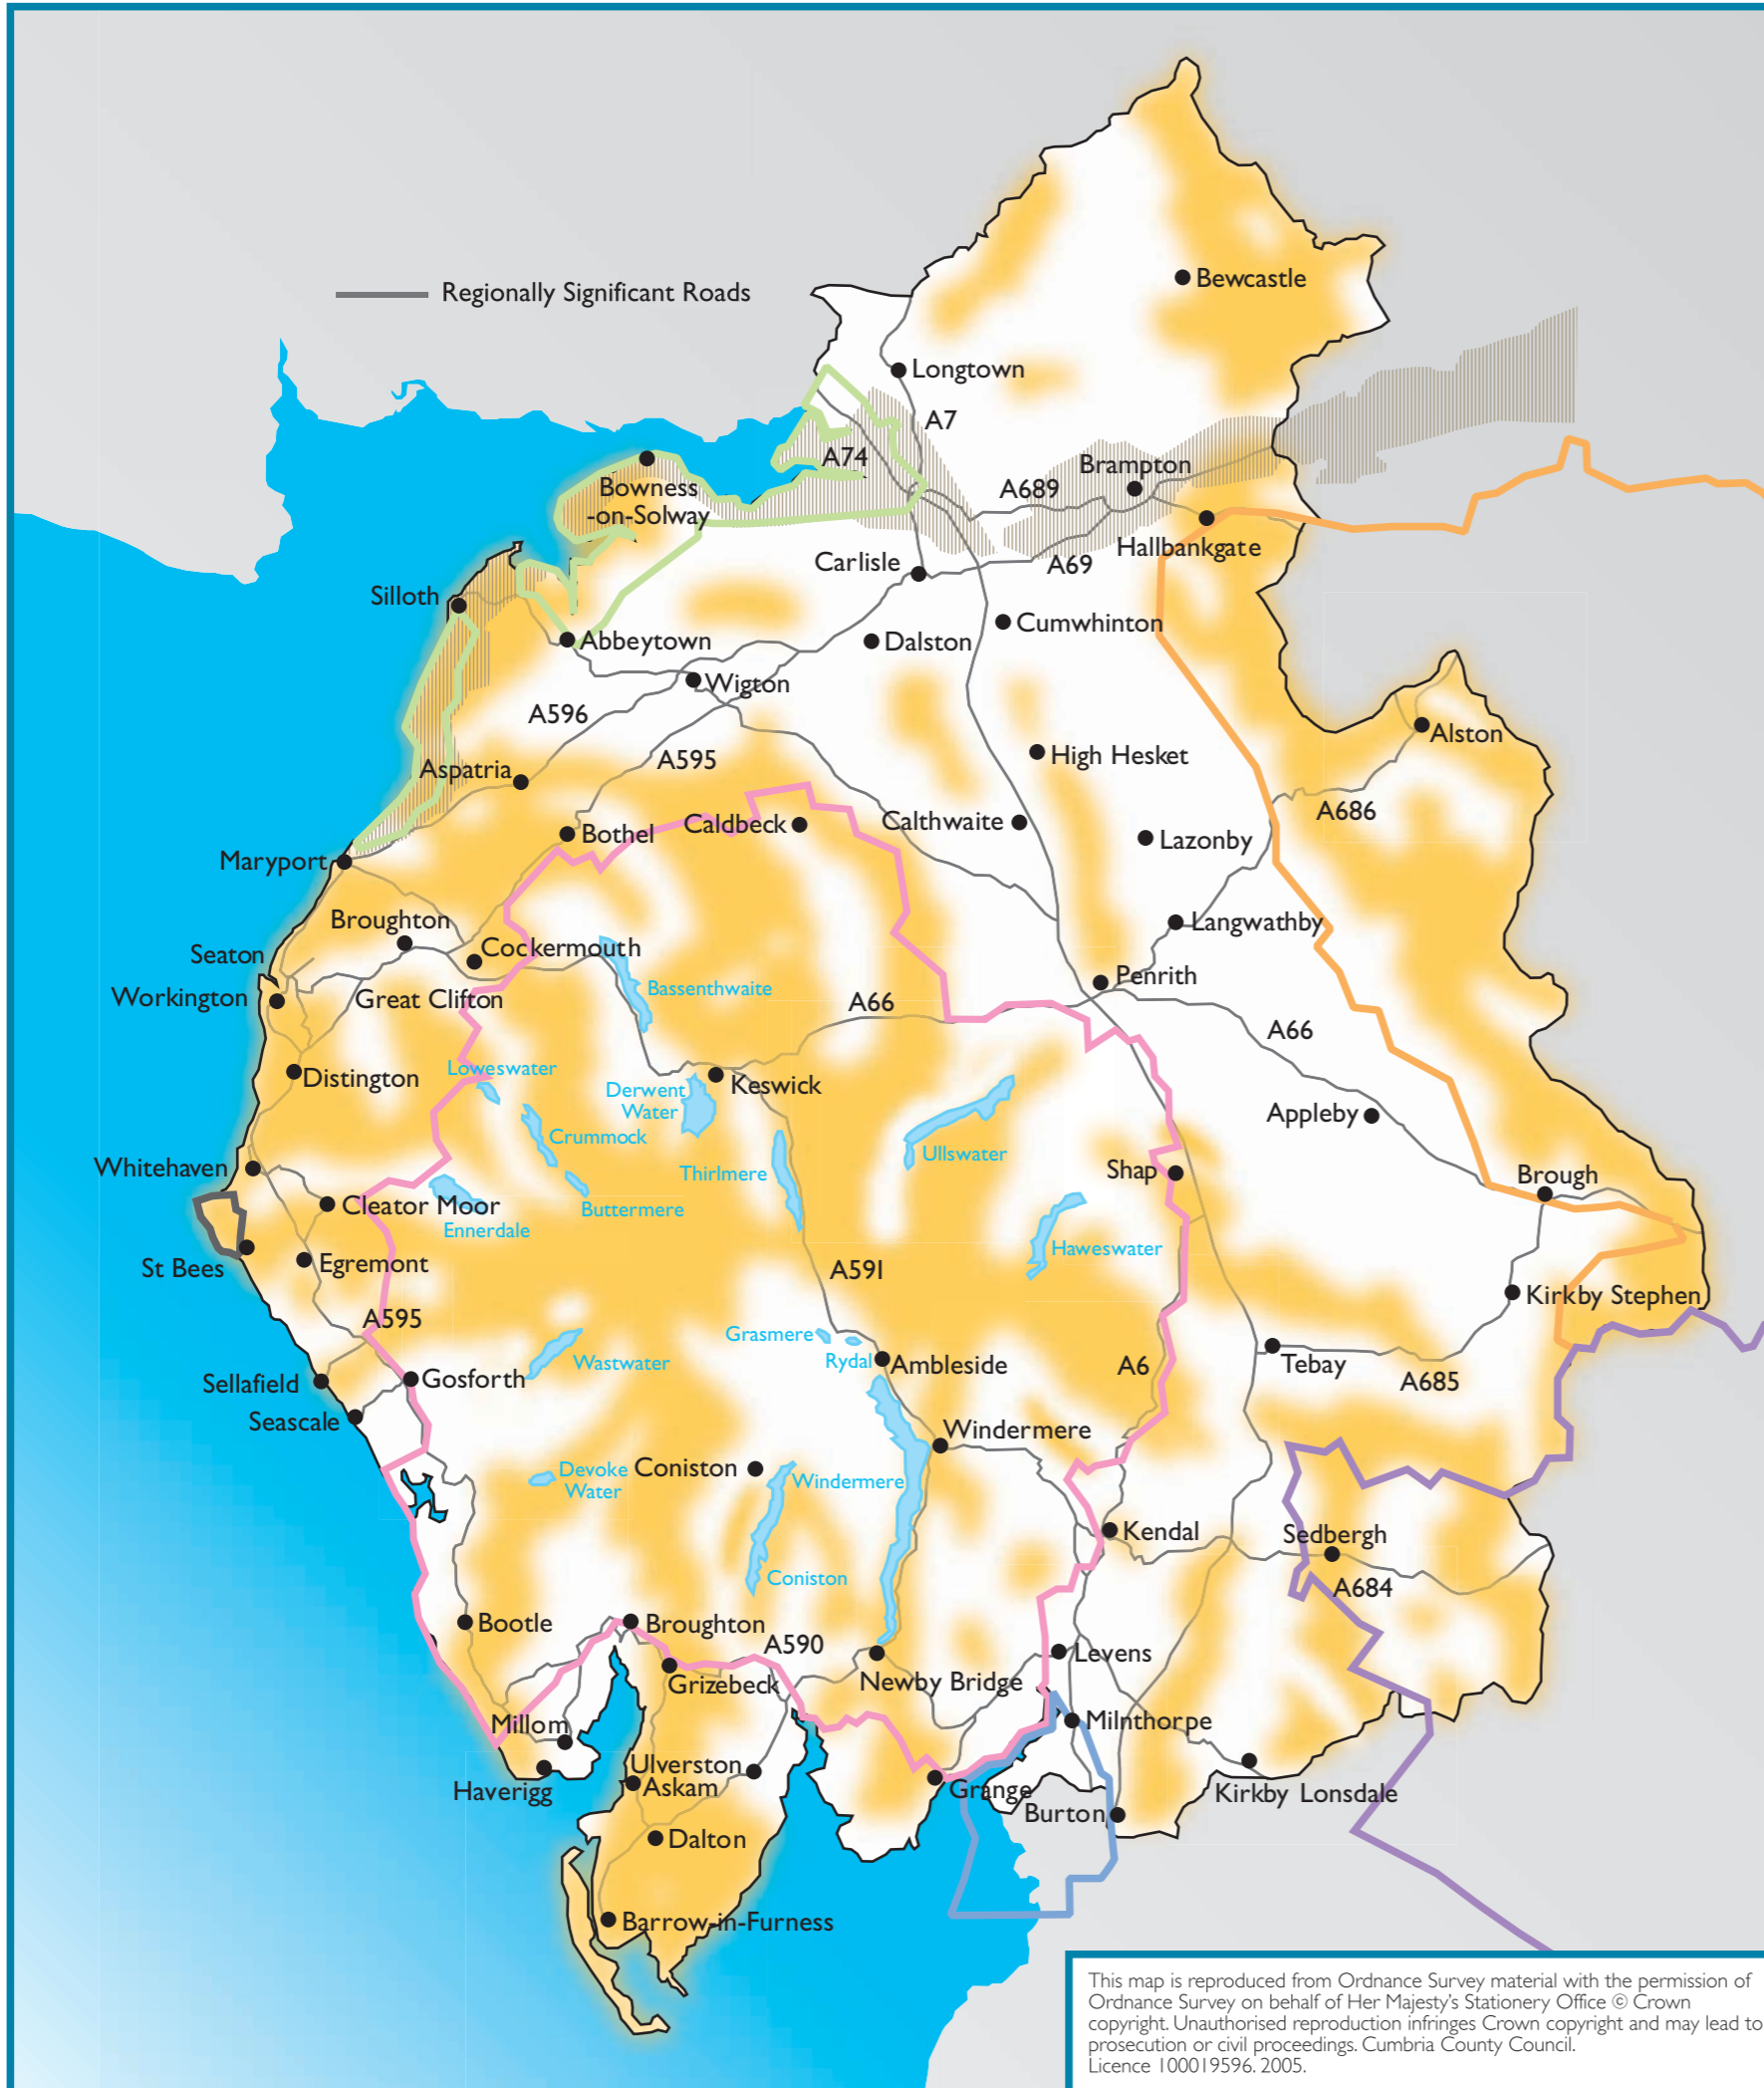 Bewcastle
Regionally Significant Roads
Longtown
A7
A74
Brampton
Bowness
-on-Solway
A689
Hallbankgate
Carlisle
A69
Silloth
Cumwhinton
Abbeytown
Dalston
Wigton
A596
Alston
A595
High Hesket
Aspatria
A686
Caldbeck
Calthwaite
Bothel
Lazonby
Maryport
Broughton
Langwathby
Cockermouth
Seaton
Penrith
Bassenthwaite
Workington
Great Clifton
A66
A66
Loweswater
Distington
Keswick
Derwent
Water
Appleby
Crummock
Ullswater
Whitehaven
Thirlmere
Shap
Brough
Cleator Moor
Buttermere
Ennerdale
Haweswater
St Bees
Egremont
A591
Kirkby Stephen
A595
Grasmere
Rydal
Ambleside
Wastwater
A6
Tebay
Sellafield
Gosforth
A685
Seascale
Windermere
Devoke
Water
Coniston
Windermere
Kendal
Sedbergh
Coniston
A684
Bootle
Broughton
A590
Levens
Grizebeck
Newby Bridge
Millom
Milnthorpe
Ulverston
Askam
Haverigg
Grange
Kirkby Lonsdale
Burton
Dalton
Barrow-in-Furness
This map is reproduced from Ordnance Survey material with the permission of
Ordnance Survey on behalf of Her Majesty's Stationery Office © Crown
copyright. Unauthorised reproduction infringes Crown copyright and may lead to
prosecution or civil proceedings. Cumbria County Council.
Licence 100019596. 2005.